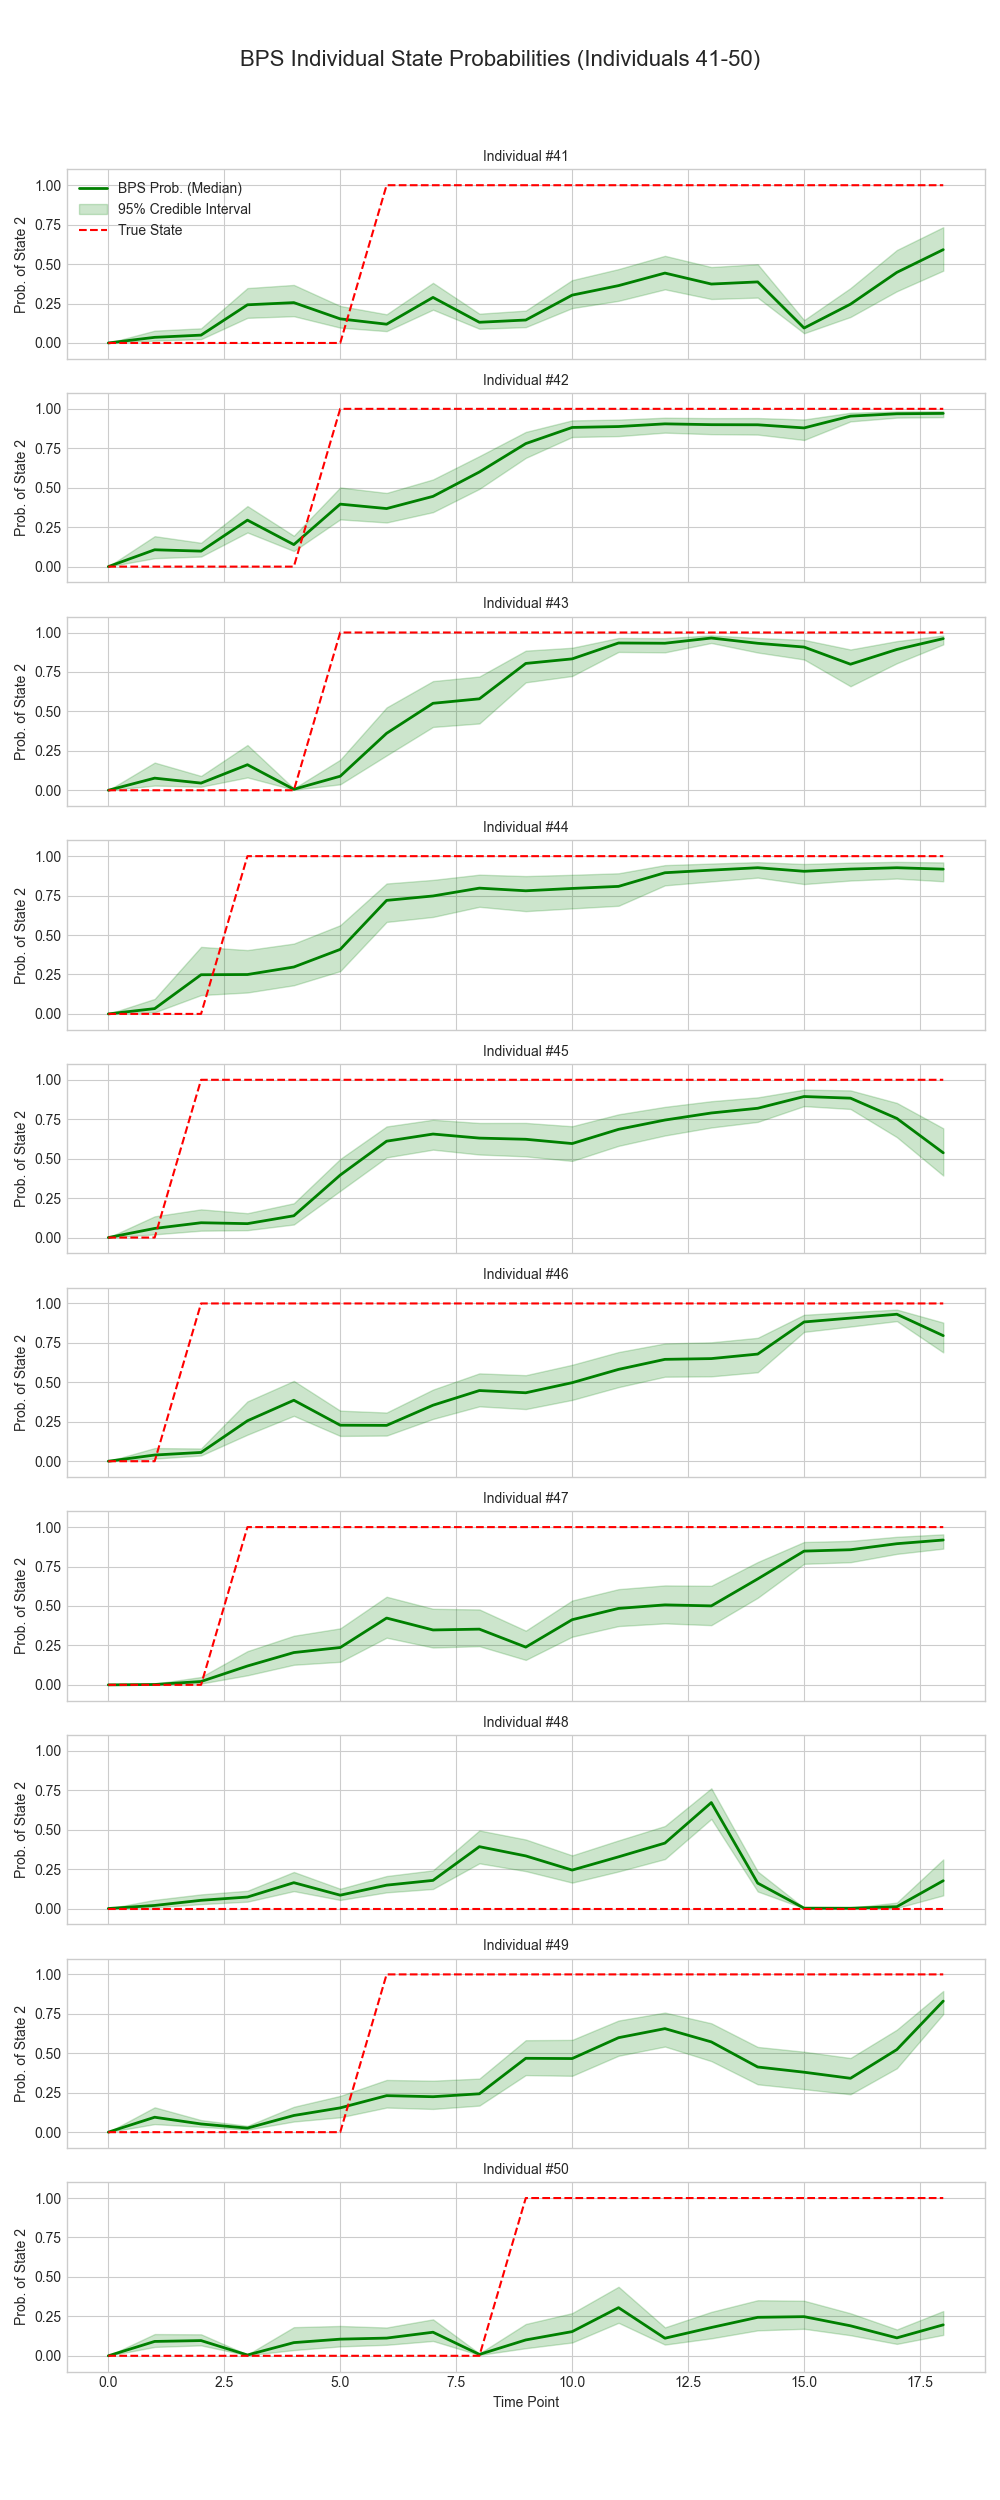 BPS Individual State Probabilities (Individuals 41-50)
Individual #41
1.00
0.75
0.50
0.25
0.00
Prob. of State 2
BPS Prob. (Median)
95% Credible Interval
True State
Individual #42
1.00
0.75
0.50
0.25
0.00
Prob. of State 2
Individual #43
1.00
0.75
0.50
0.25
0.00
Prob. of State 2
Individual #44
1.00
0.75
0.50
0.25
0.00
Prob. of State 2
Individual #45
1.00
0.75
0.50
0.25
0.00
Prob. of State 2
Individual #46
1.00
0.75
0.50
0.25
0.00
Prob. of State 2
Individual #47
1.00
0.75
0.50
0.25
0.00
Prob. of State 2
Individual #48
1.00
0.75
0.50
0.25
0.00
Prob. of State 2
Individual #49
1.00
0.75
0.50
0.25
0.00
Prob. of State 2
Individual #50
1.00
0.75
0.50
0.25
0.00
Prob. of State 2
0.0 2.5 5.0 7.5 10.0 12.5 15.0 17.5
Time Point